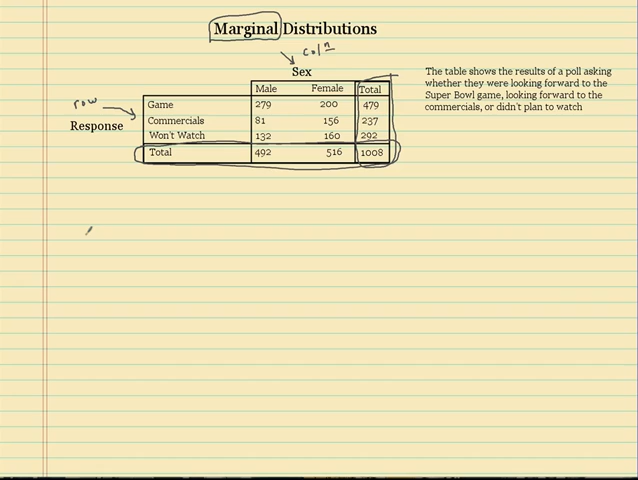 Marginal Distributions
coln
Sex
Male Female Total
row
Game 279 200 479
Commercials 81 156 237
Response
Won't Watch 132 160 292
Total 492 516 1008
The table shows the results of a poll asking
whether they were looking forward to the
Super Bowl game, looking forward to the
commercials, or didn't plan to watch